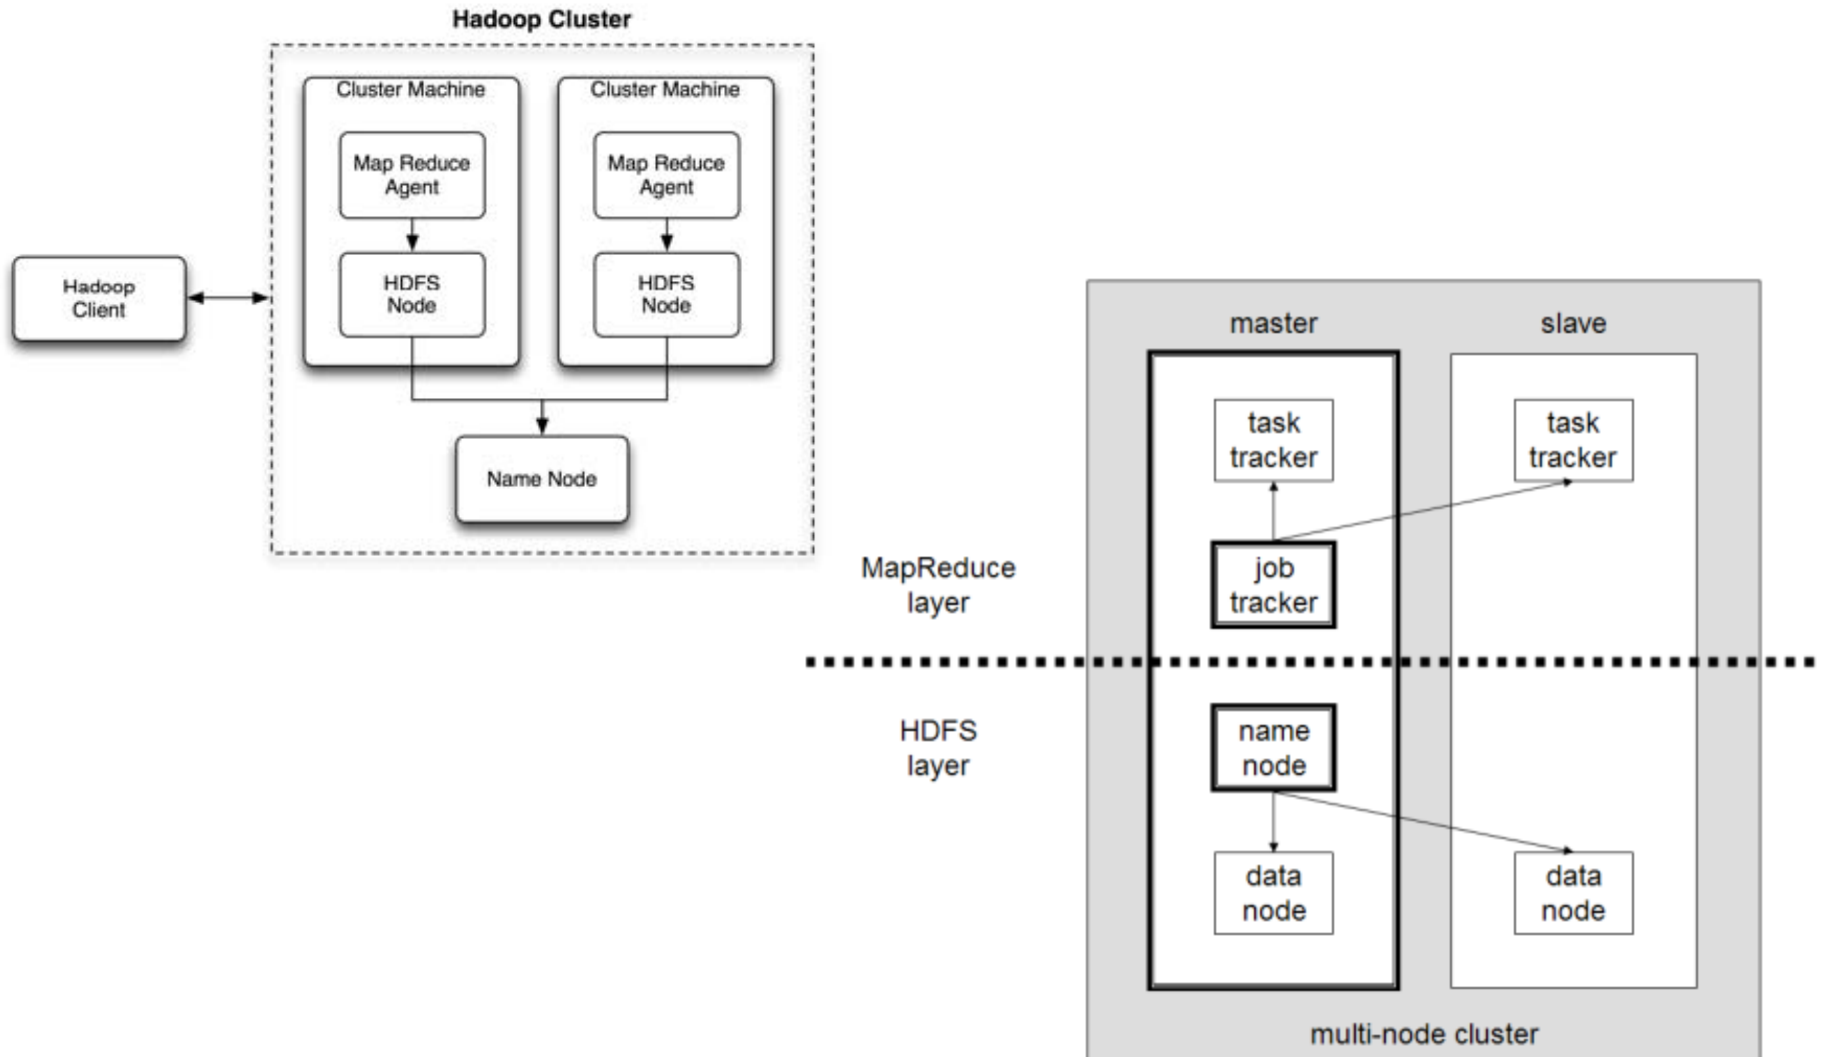 Hadoop Cluster
Cluster Machine
Map Reduce
Agent
HDFS
Node
Cluster Machine
Map Reduce
Agent
HDFS
Node
Hadoop
Client
Name Node
master
slave
task
tracker
task
tracker
job
tracker
MapReduce
layer
HDFS
layer
name
node
data
node
data
node
multi-node cluster